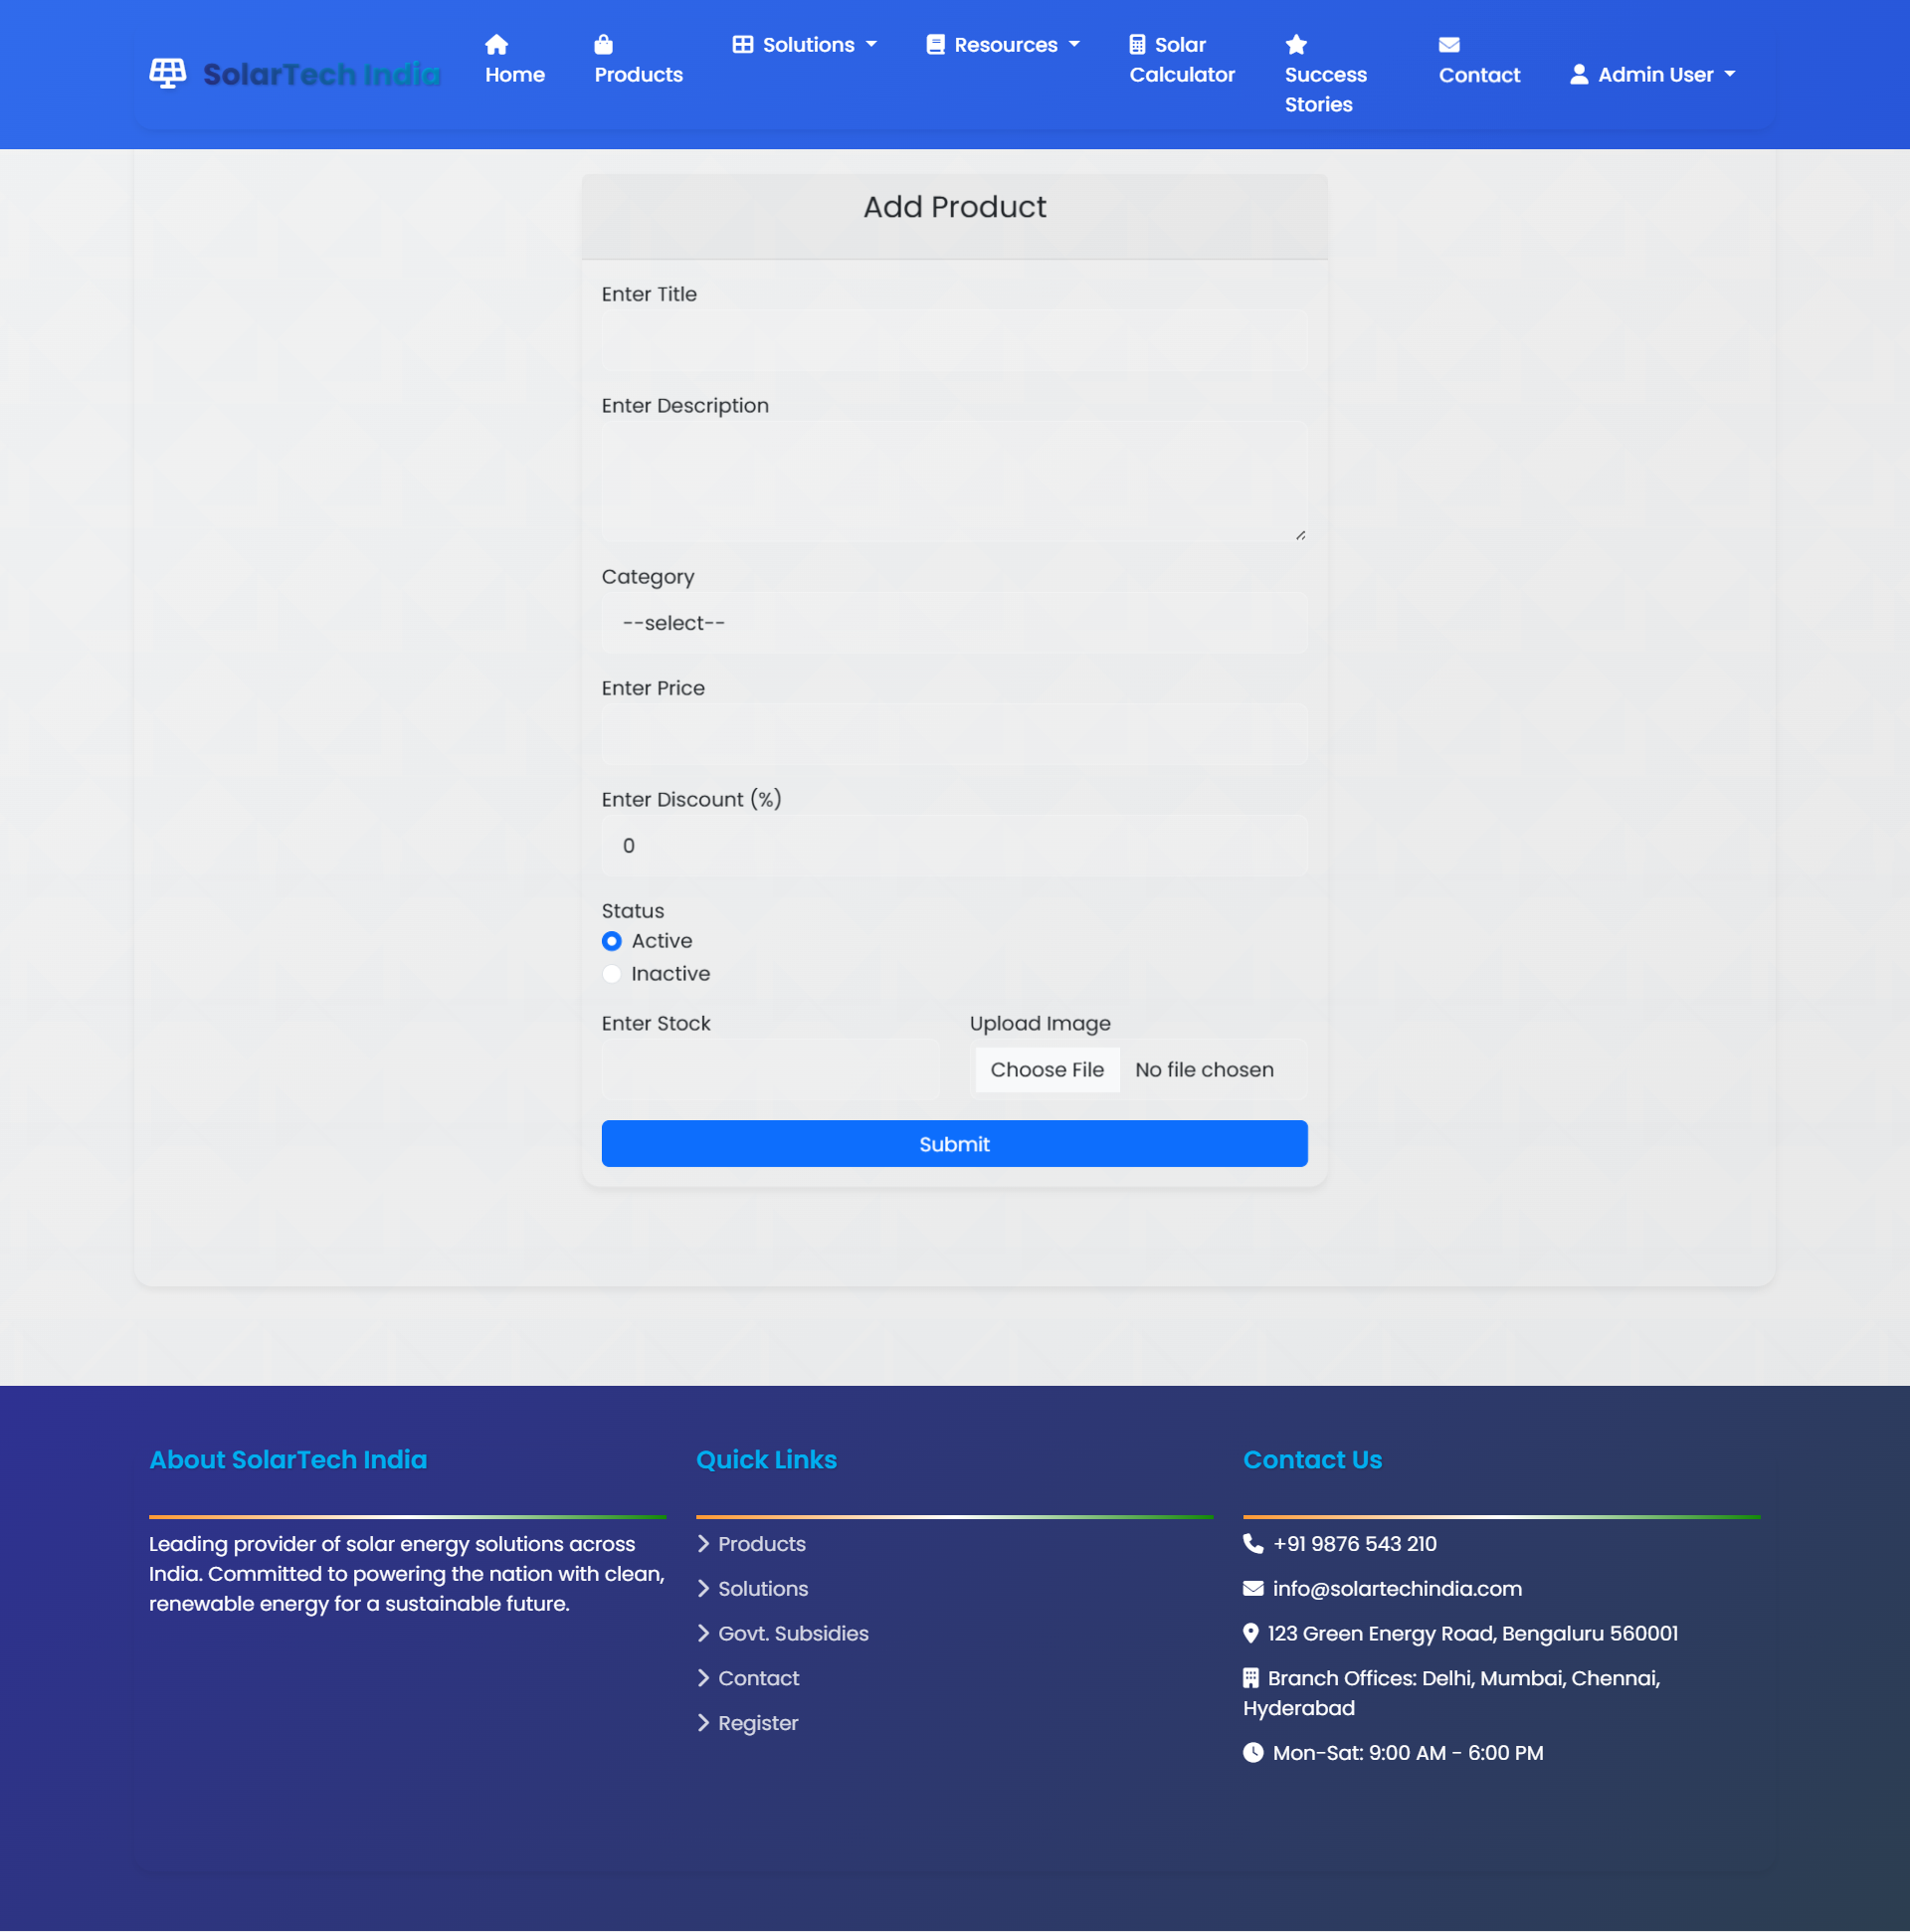 SolarTech India
Home
Products
Solutions
Resources
Solar
Calculator
Success
Stories
Contact
Admin User
Add Product
Enter Title
Enter Description
Category
--select--
Enter Price
Enter Discount (%)
0
Status
Active
Inactive
Enter Stock
Upload Image
Choose File No file chosen
Submit
About SolarTech India
Leading provider of solar energy solutions across
India. Committed to powering the nation with clean,
renewable energy for a sustainable future.
Quick Links
Products
Solutions
Govt. Subsidies
Contact
Register
Contact Us
+91 9876 543 210
info@solartechindia.com
123 Green Energy Road, Bengaluru 560001
Branch Offices: Delhi, Mumbai, Chennai,
Hyderabad
Mon-Sat: 9:00 AM - 6:00 PM